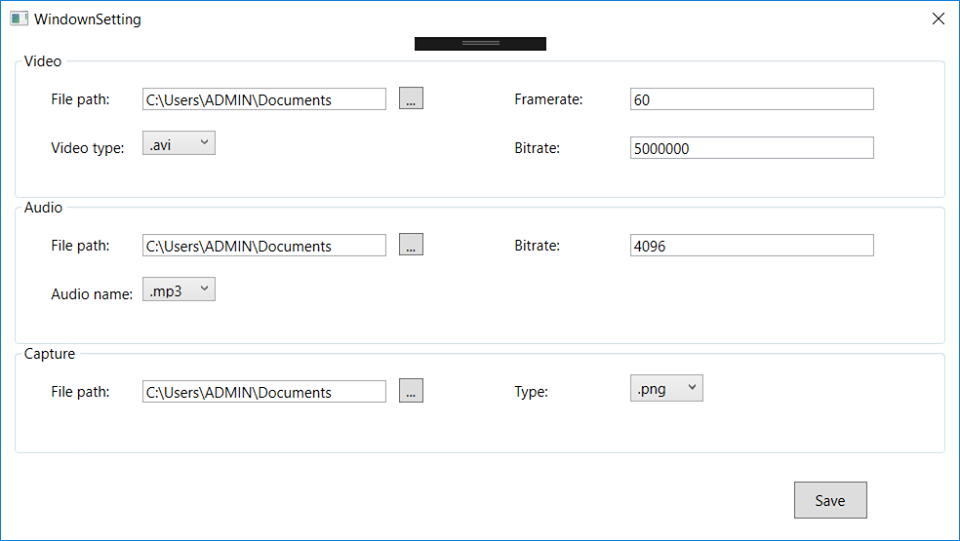 WindownSetting
Video
File path: C:\Users\ADMIN\Documents ... Framerate: 60
Video type: .avi Bitrate: 5000000
Audio
File path: C:\Users\ADMIN\Documents ... Bitrate: 4096
Audio name: .mp3
Capture
File path: C:\Users\ADMIN\Documents ... Type: .png
Save